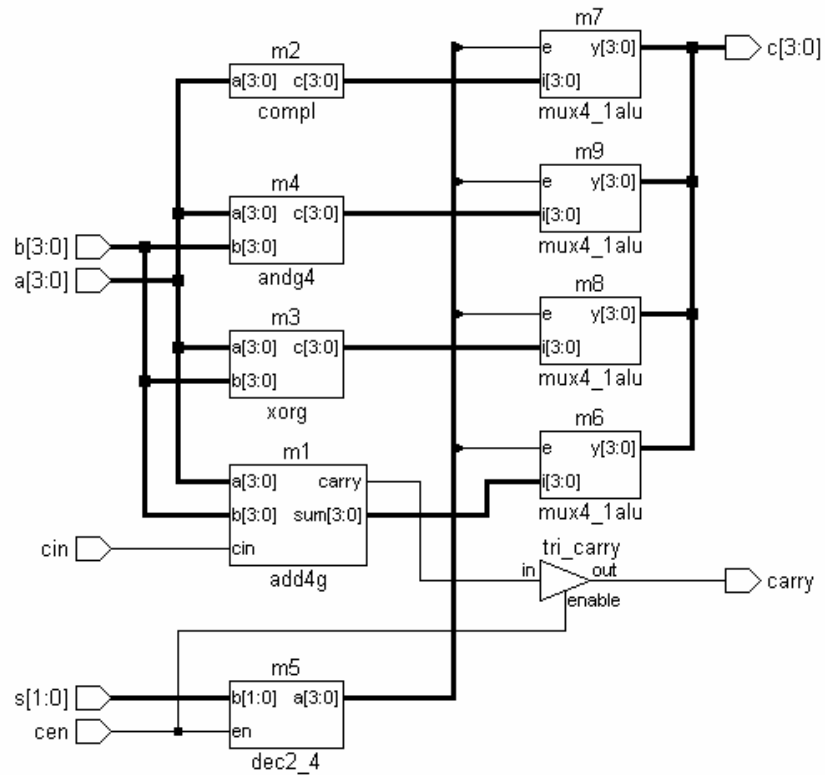 m7
e y[3:0]
i[3:0]
mux4_1alu
c[3:0]
m2
a[3:0] c[3:0]
compl
m9
e y[3:0]
i[3:0]
mux4_1alu
m4
a[3:0] c[3:0]
b[3:0]
andg4
b[3:0]
a[3:0]
m8
e y[3:0]
i[3:0]
mux4_1alu
m3
a[3:0] c[3:0]
b[3:0]
xorg
m6
e y[3:0]
i[3:0]
mux4_1alu
m1
a[3:0] carry
b[3:0] sum[3:0]
cin
add4g
cin
tri_carry
in out
enable
carry
m5
b[1:0] a[3:0]
en
dec2_4
s[1:0]
cen